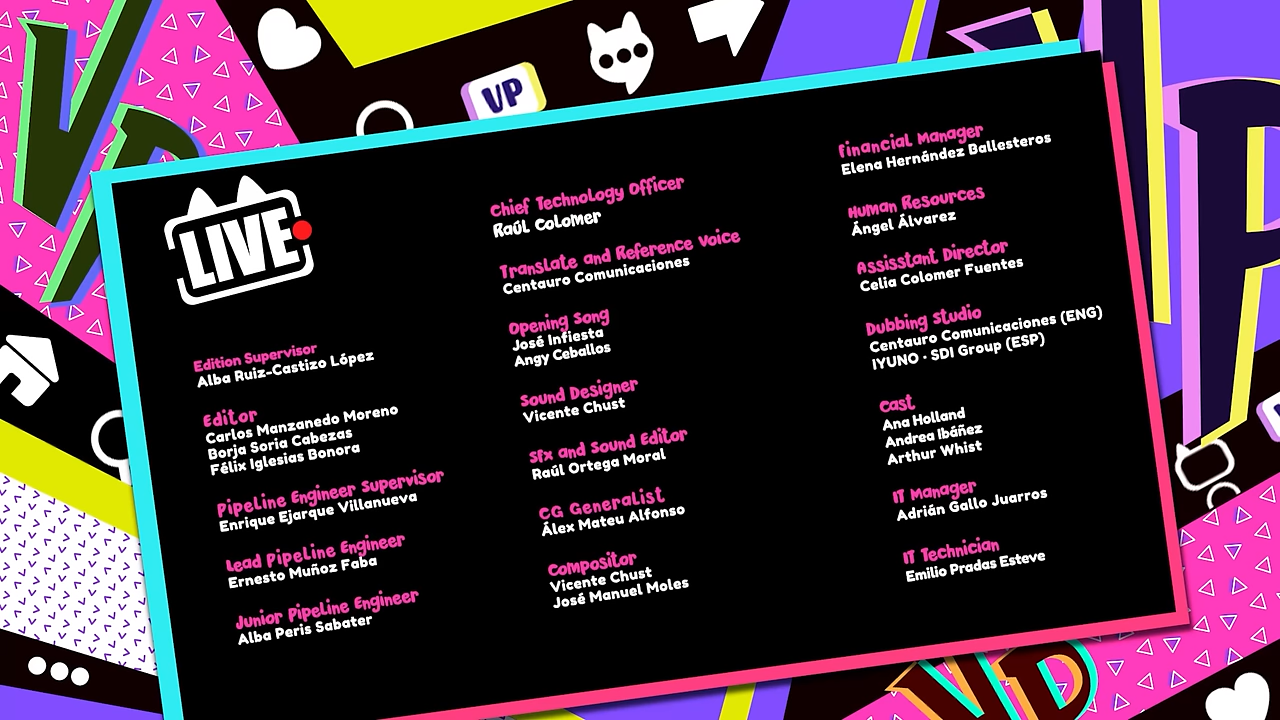 VP
VP
P
LIVE
Edition Supervisor
Alba Ruiz-Castizo López
Editor
Carlos Manzanedo Moreno
Borja Soria Cabezas
Félix Iglesias Bonora
Pipeline Engineer Supervisor
Enrique Ejarque Villanueva
Lead Pipeline Engineer
Ernesto Muñoz Faba
Junior Pipeline Engineer
Alba Peris Sabater
Chief Technology Officer
Raúl Colomer
Translate and Reference Voice
Centauro Comunicaciones
Opening Song
José Infiesta
Angy Ceballos
Sound Designer
Vicente Chust
Sfx and Sound Editor
Raúl Ortega Moral
CG Generalist
Álex Mateu Alfonso
Compositor
Vicente Chust
José Manuel Moles
Financial Manager
Elena Hernández Ballesteros
Human Resources
Ángel Álvarez
Assisstant Director
Celia Colomer Fuentes
Dubbing Studio
Centauro Comunicaciones (ENG)
IYUNO · SDI Group (ESP)
Cast
Ana Holland
Andrea Ibáñez
Arthur Whist
IT Manager
Adrián Gallo Juarros
IT Technician
Emilio Pradas Esteve
VP